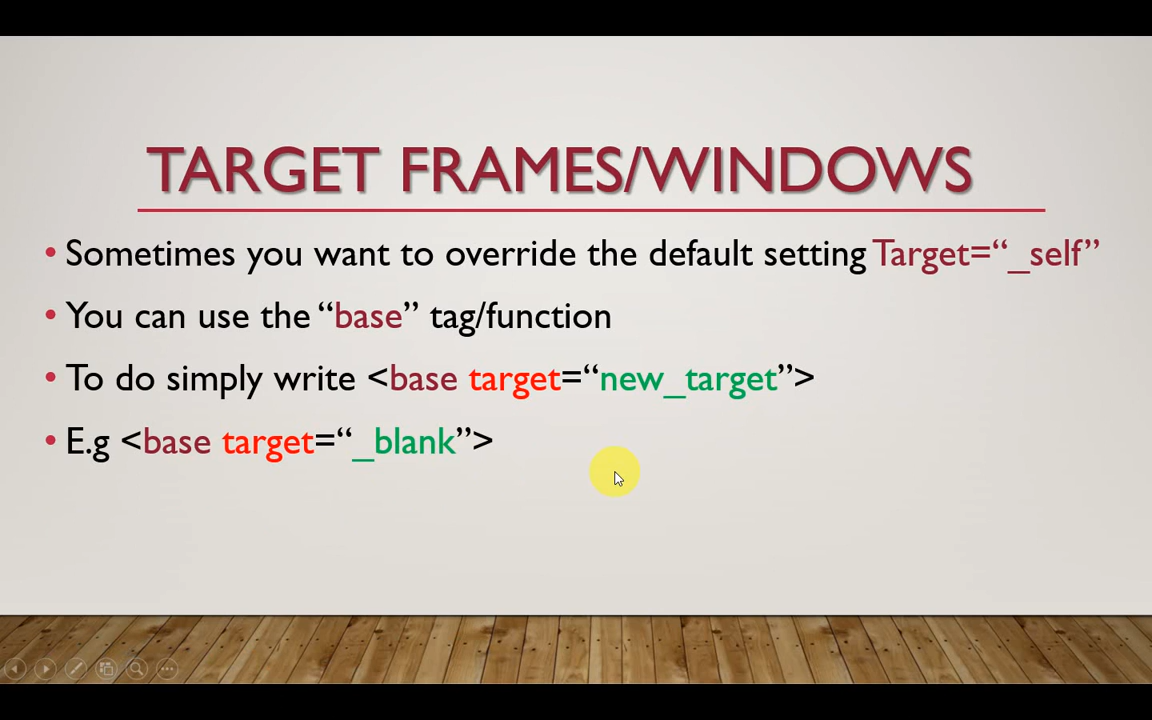 TARGET FRAMES/WINDOWS
• Sometimes you want to override the default setting Target=“_self”
• You can use the “base” tag/function
• To do simply write <base target=“new_target”>
• E.g <base target=“_blank”>